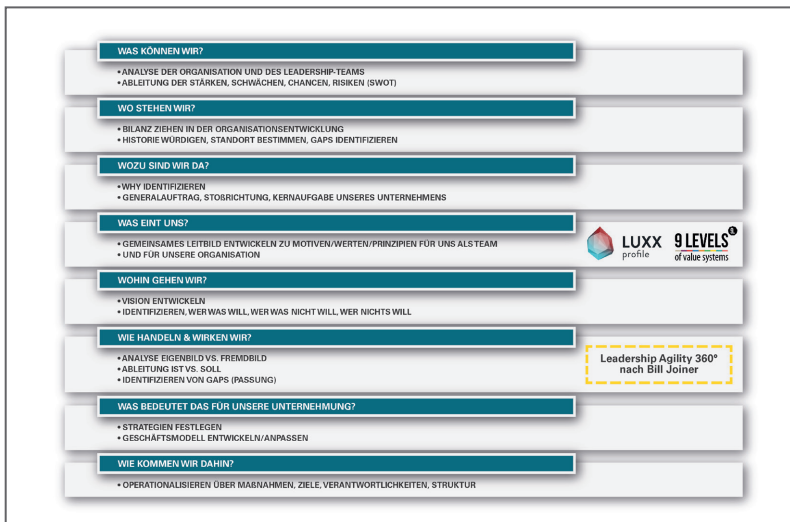 WAS KÖNNEN WIR?
• ANALYSE DER ORGANISATION UND DES LEADERSHIP-TEAMS
• ABLEITUNG DER STÄRKEN, SCHWÄCHEN, CHANCEN, RISIKEN (SWOT)
WO STEHEN WIR?
• BILANZ ZIEHEN IN DER ORGANISATIONSENTWICKLUNG
• HISTORIE WÜRDIGEN, STANDORT BESTIMMEN, GAPS IDENTIFIZIEREN
WOZU SIND WIR DA?
• WHY IDENTIFIZIEREN
• GENERALAUFTRAG, STOßRICHTUNG, KERNAUFGABE UNSERES UNTERNEHMENS
WAS EINT UNS?
• GEMEINSAMES LEITBILD ENTWICKELN ZU MOTIVEN/WERTEN/PRINZIPIEN FÜR UNS ALS TEAM
• UND FÜR UNSERE ORGANISATION
LUXX
profile
9 LEVELS
of value systems
WOHIN GEHEN WIR?
• VISION ENTWICKELN
• IDENTIFIZIEREN, WER WAS WILL, WER WAS NICHT WILL, WER NICHTS WILL
WIE HANDELN & WIRKEN WIR?
• ANALYSE EIGENBILD VS. FREMDBILD
• ABLEITUNG IST VS. SOLL
• IDENTIFIZIEREN VON GAPS (PASSUNG)
Leadership Agility 360°
nach Bill Joiner
WAS BEDEUTET DAS FÜR UNSERE UNTERNEHMUNG?
• STRATEGIEN FESTLEGEN
• GESCHÄFTSMODELL ENTWICKELN/ANPASSEN
WIE KOMMEN WIR DAHIN?
• OPERATIONALISIEREN ÜBER MAßNAHMEN, ZIELE, VERANTWORTLICHKEITEN, STRUKTUR